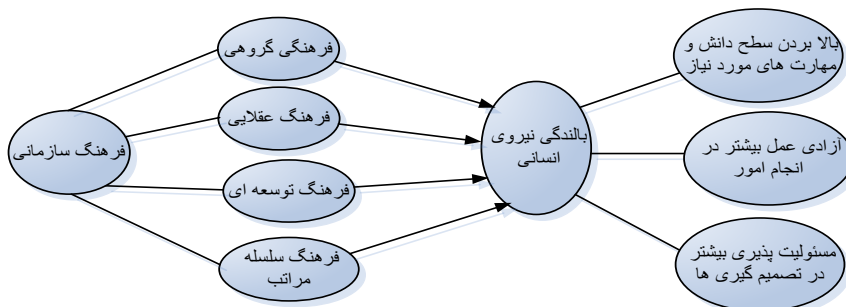 فرهنگ سازمانی
فرهنگی گروهی
فرهنگ عقلایی
فرهنگ توسعه ای
فرهنگ سلسله
مراتب
بالندگی نیروی
انسانی
بالا بردن سطح دانش و
مهارت های مورد نیاز
آزادی عمل بیشتر در
انجام امور
مسئولیت پذیری بیشتر
در تصمیم گیری ها